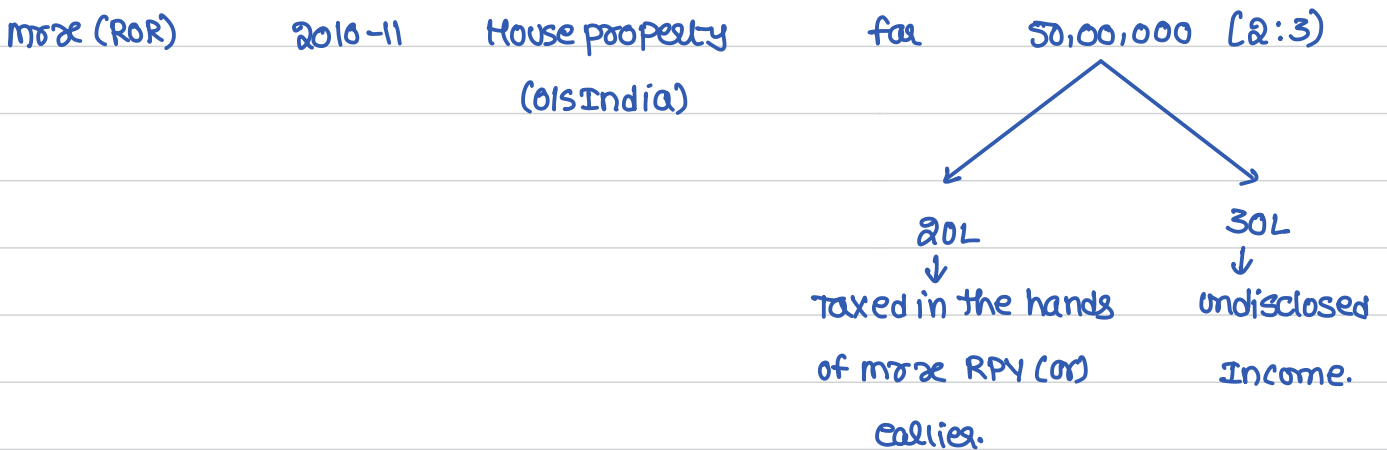 mr x (ROR) 2010-11 House property for 50,00,000 (2:3)
(o/s India)
20L 30L
Taxed in the hands undisclosed
of mr x RPY (or) Income.
earlier.